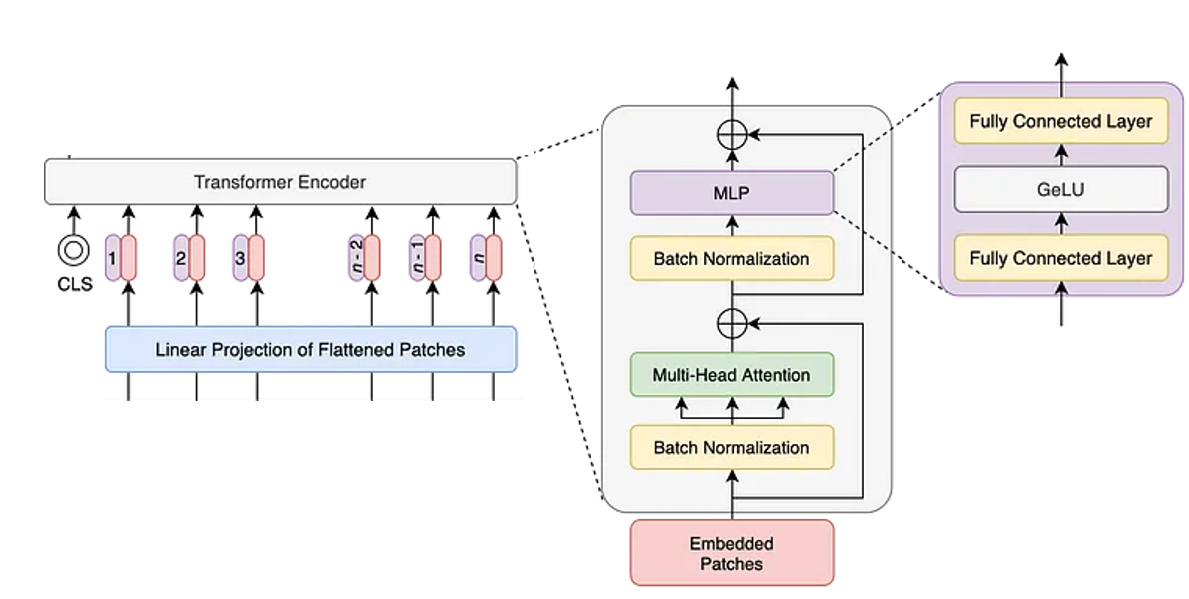 Transformer Encoder
1
2
3
n-2
n-1
n
CLS
Linear Projection of Flattened Patches
MLP
Batch Normalization
Multi-Head Attention
Batch Normalization
Embedded
Patches
Fully Connected Layer
GeLU
Fully Connected Layer